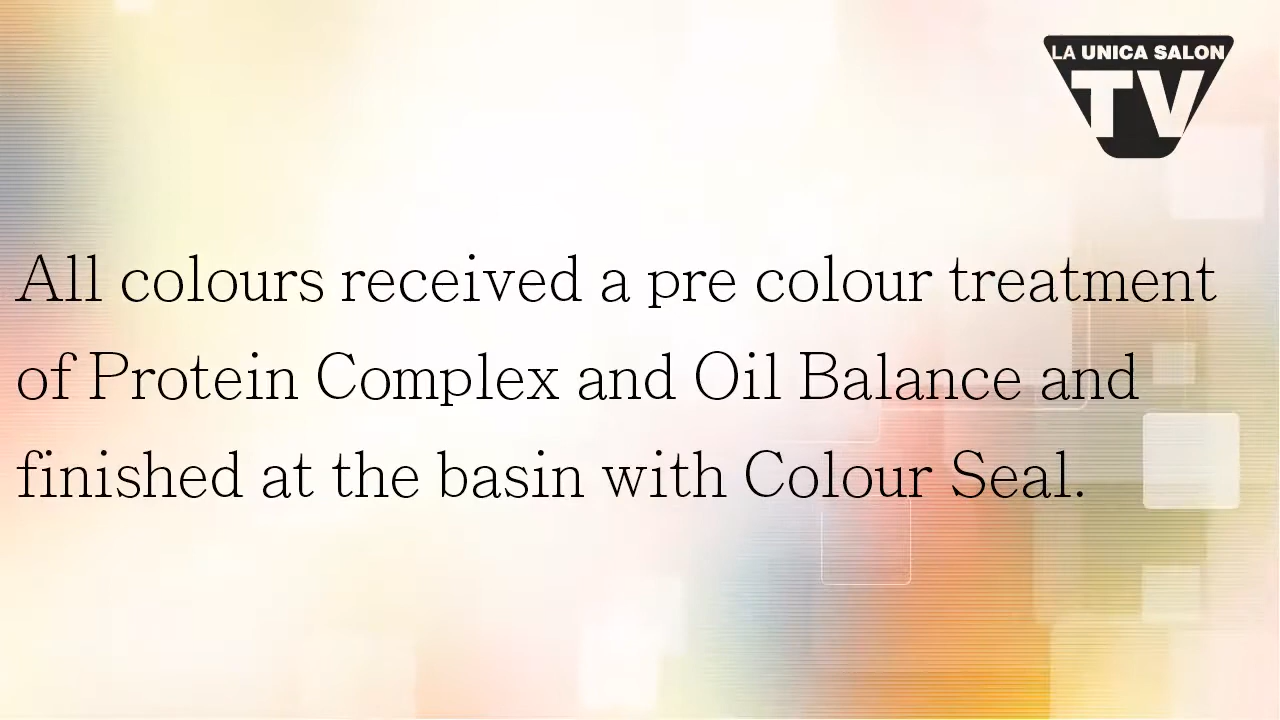 LA UNICA SALON
TV
All colours received a pre colour treatment
of Protein Complex and Oil Balance and
finished at the basin with Colour Seal.